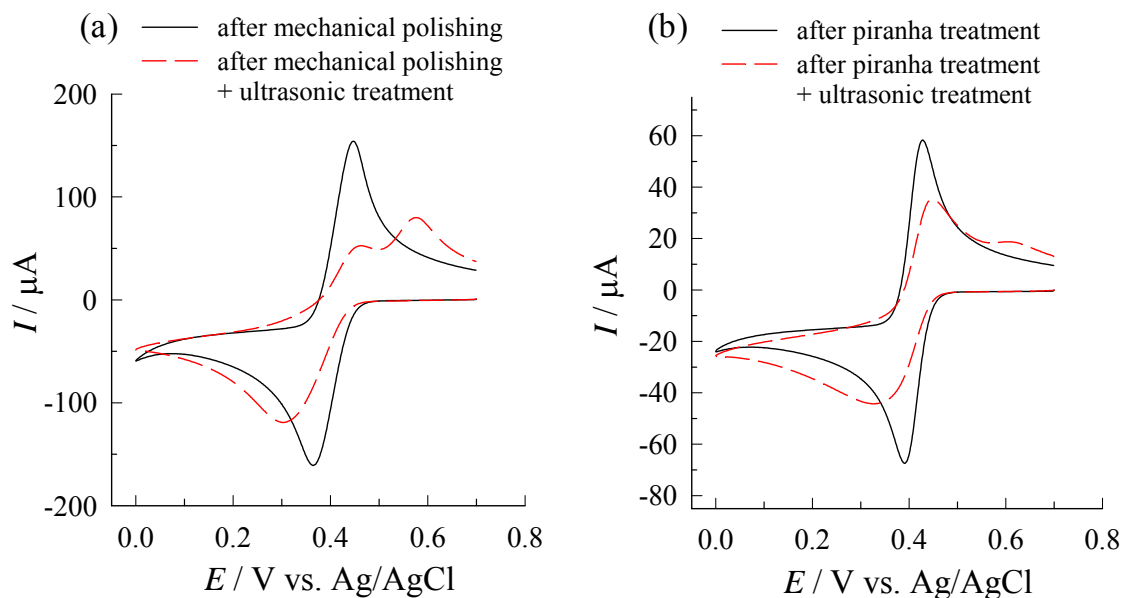 (a)
after mechanical polishing
after mechanical polishing
+ ultrasonic treatment
200
100
0
-100
-200
I / µA
0.0 0.2 0.4 0.6 0.8
E / V vs. Ag/AgCl
(b)
after piranha treatment
after piranha treatment
+ ultrasonic treatment
60
40
20
0
-20
-40
-60
-80
I / µA
0.0 0.2 0.4 0.6 0.8
E / V vs. Ag/AgCl